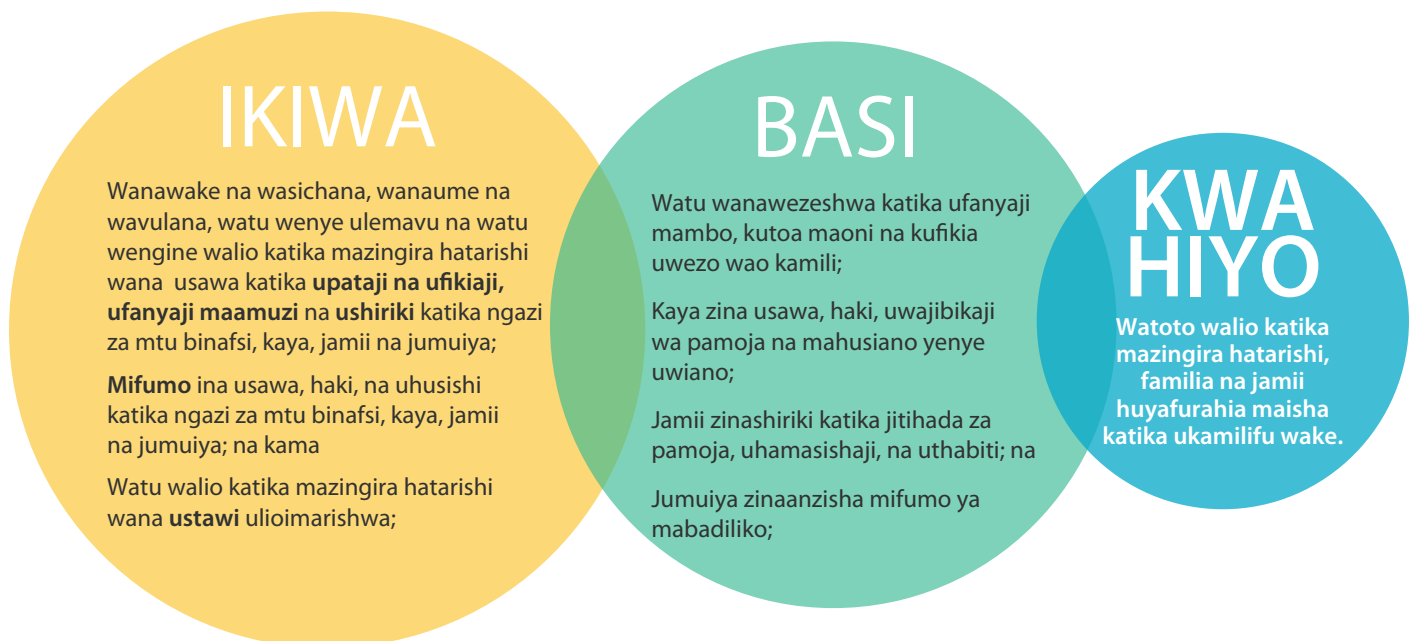 IKIWA
Wanawake na wasichana, wanaume na
wavulana, watu wenye ulemavu na watu
wengine walio katika mazingira hatarishi
wana usawa katika upataji na ufikiaji,
ufanyaji maamuzi na ushiriki katika ngazi
za mtu binafsi, kaya, jamii na jumuiya;
Mifumo ina usawa, haki, na uhusishi
katika ngazi za mtu binafsi, kaya, jamii
na jumuiya; na kama
Watu walio katika mazingira hatarishi
wana ustawi ulioimarishwa;
BASI
Watu wanawezeshwa katika ufanyaji
mambo, kutoa maoni na kufikia
uwezo wao kamili;
Kaya zina usawa, haki, uwajibikaji
wa pamoja na mahusiano yenye
uwiano;
Jamii zinashiriki katika jitihada za
pamoja, uhamasishaji, na uthabiti; na
Jumuiya zinaanzisha mifumo ya
mabadiliko;
KWA
HIYO
Watoto walio katika
mazingira hatarishi,
familia na jamii
huyafurahia maisha
katika ukamilifu wake.